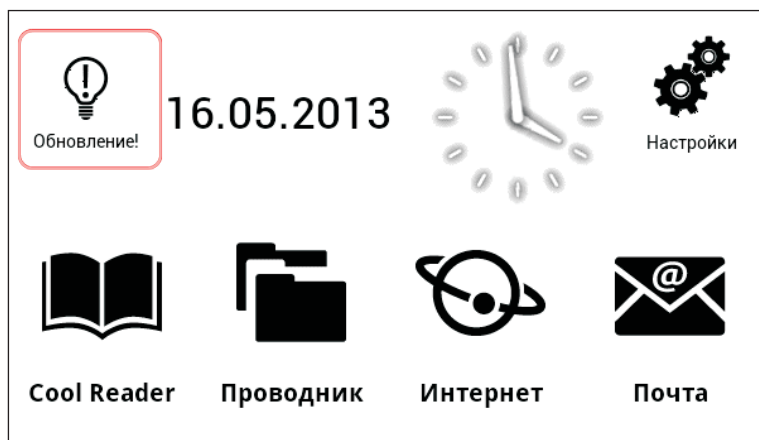 Обновление!
16.05.2013
Настройки
@
Cool Reader
Проводник
Интернет
Почта